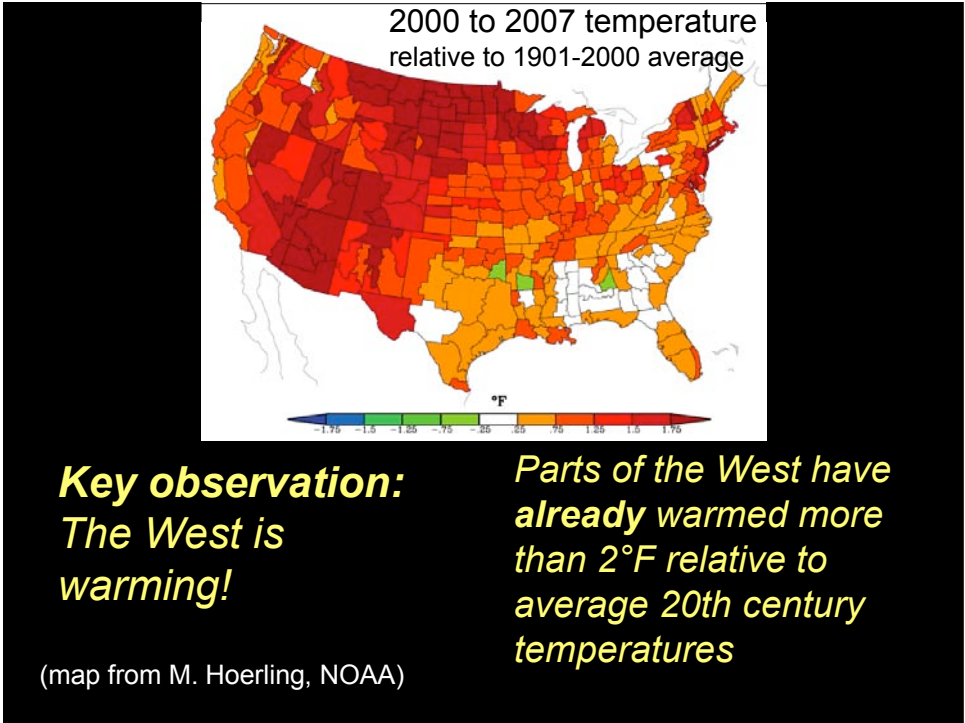 2000 to 2007 temperature
relative to 1901-2000 average
°F
-1.75 -1.5 -1.25 -.75 -.25 .25 .75 1.25 1.5 1.75
Key observation:
The West is
warming!
(map from M. Hoerling, NOAA)
Parts of the West have
already warmed more
than 2°F relative to
average 20th century
temperatures